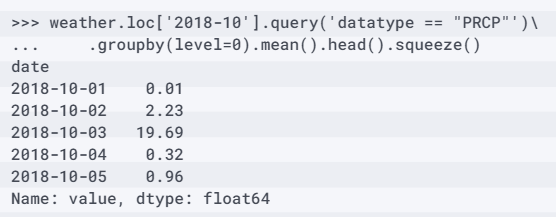 >>> weather.loc['2018-10'].query('datatype == "PRCP"')\
...     .groupby(level=0).mean().head().squeeze()
date
2018-10-01    0.01
2018-10-02    2.23
2018-10-03   19.69
2018-10-04    0.32
2018-10-05    0.96
Name: value, dtype: float64